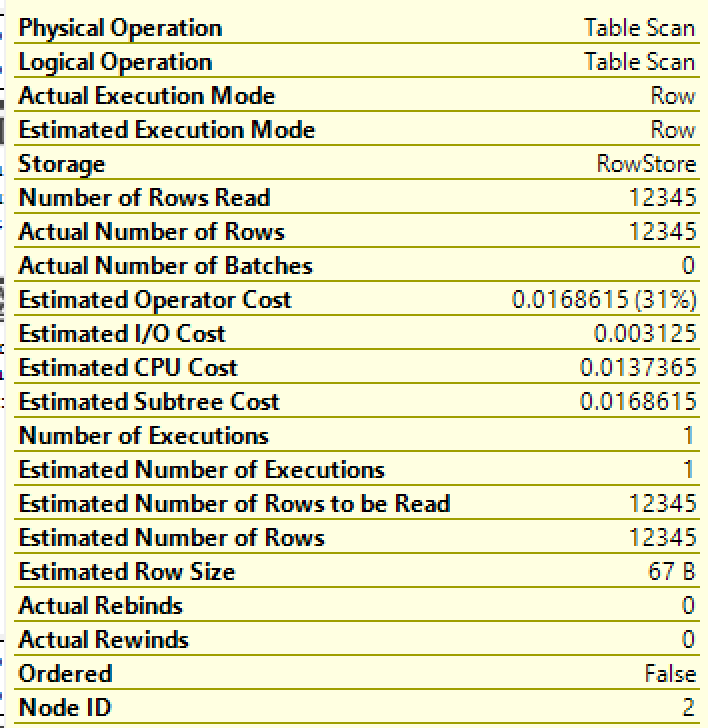 Physical Operation Table Scan
Logical Operation Table Scan
Actual Execution Mode Row
Estimated Execution Mode Row
Storage RowStore
Number of Rows Read 12345
Actual Number of Rows 12345
Actual Number of Batches 0
Estimated Operator Cost 0.0168615 (31%)
Estimated I/O Cost 0.003125
Estimated CPU Cost 0.0137365
Estimated Subtree Cost 0.0168615
Number of Executions 1
Estimated Number of Executions 1
Estimated Number of Rows to be Read 12345
Estimated Number of Rows 12345
Estimated Row Size 67 B
Actual Rebinds 0
Actual Rewinds 0
Ordered False
Node ID 2